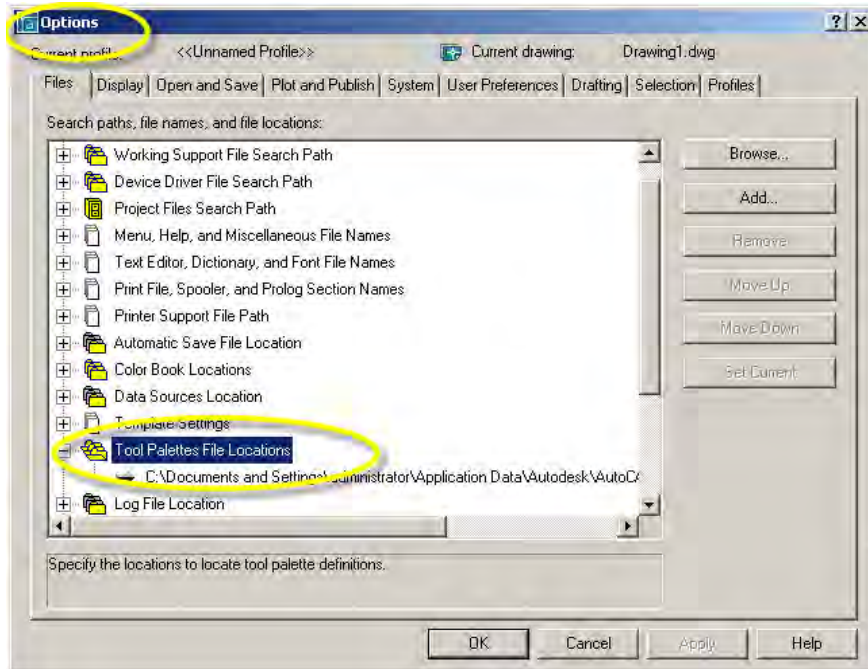 Options
Current profile: <<Unnamed Profile>> Current drawing: Drawing1.dwg
Files Display Open and Save Plot and Publish System User Preferences Drafting Selection Profiles
Search paths, file names, and file locations:
Working Support File Search Path
Browse...
Device Driver File Search Path
Add...
Project Files Search Path
Menu, Help, and Miscellaneous File Names
Remove
Text Editor, Dictionary, and Font File Names
Print File, Spooler, and Prolog Section Names
Move Up
Printer Support File Path
Automatic Save File Location
Move Down
Color Book Locations
Set Current
Data Sources Location
Template Settings
Tool Palettes File Locations
C:\Documents and Settings\administrator\Application Data\Autodesk\AutoCA
Log File Location
Specify the locations to locate tool palette definitions.
OK Cancel Apply Help